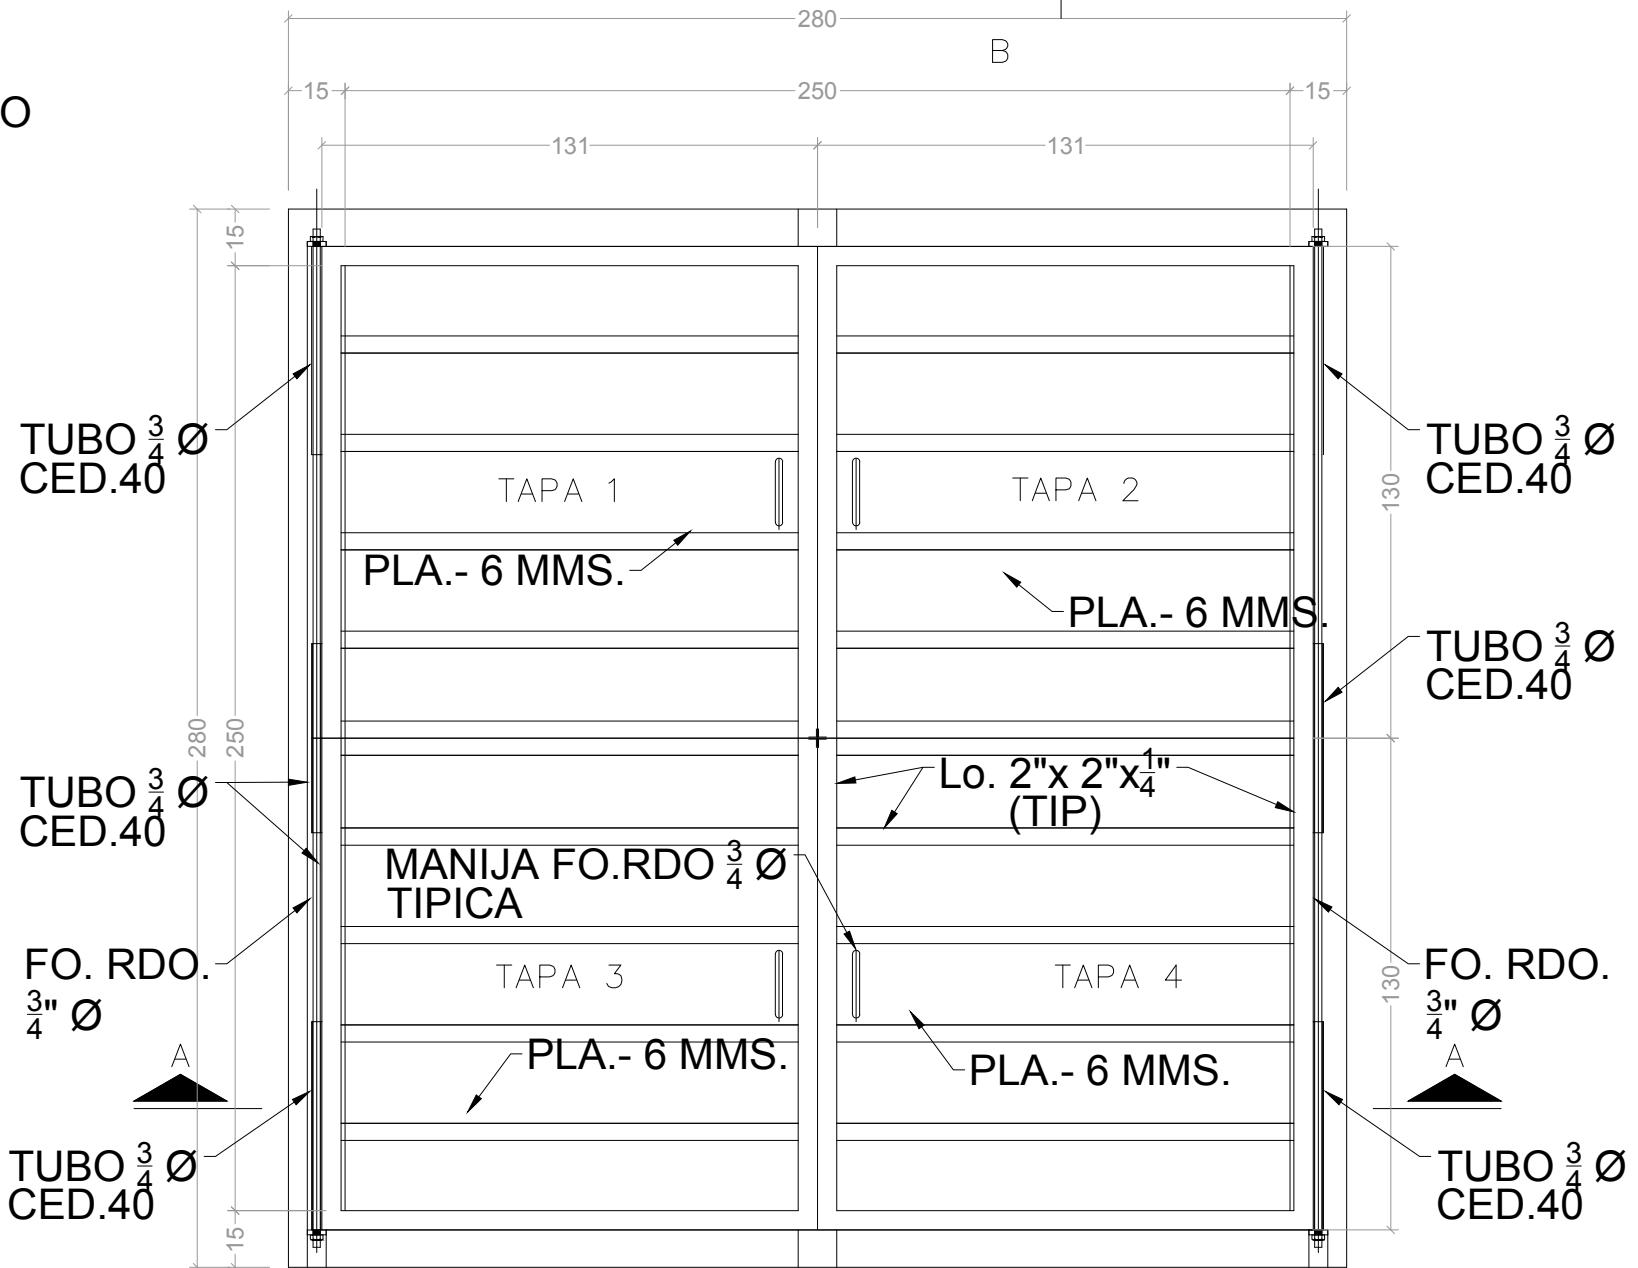 280
B
15 250 15
O
131 131
15
TUBO 3/4 Ø
CED.40
TUBO 3/4 Ø
CED.40
TAPA 1
TAPA 2
130
PLA.- 6 MMS.
PLA.- 6 MMS.
TUBO 3/4 Ø
CED.40
280
250
TUBO 3/4 Ø
CED.40
Lo. 2"x 2"x1/4"
(TIP)
MANIJA FO.RDO 3/4 Ø
TIPICA
FO. RDO.
3/4" Ø
TAPA 3
TAPA 4
FO. RDO.
3/4" Ø
130
A
PLA.- 6 MMS.
PLA.- 6 MMS.
A
TUBO 3/4 Ø
CED.40
TUBO 3/4 Ø
CED.40
15